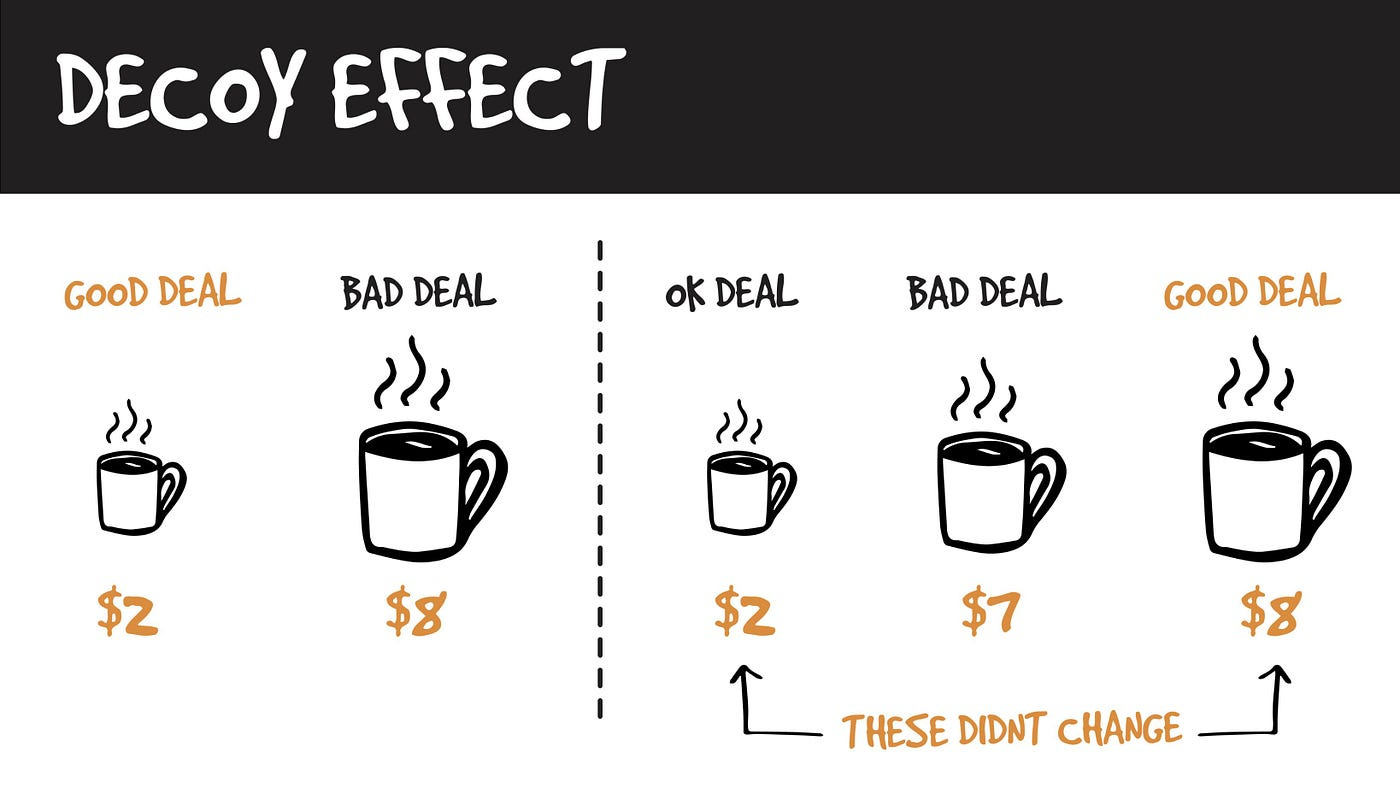 DECOY EFFECT
GOOD DEAL
BAD DEAL
OK DEAL
BAD DEAL
GOOD DEAL
$2
$8
$2
$7
$8
THESE DIDNT CHANGE